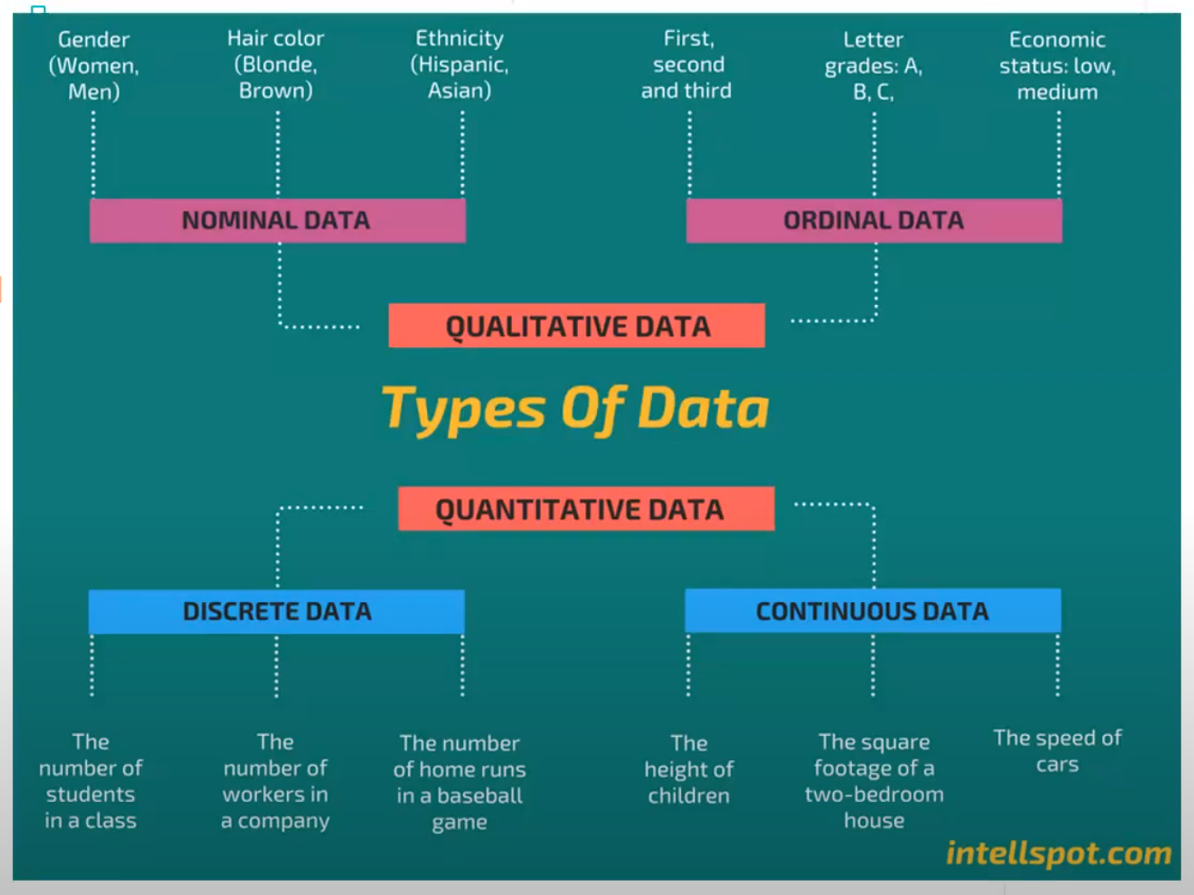 Gender
(Women,
Men)
Hair color
(Blonde,
Brown)
Ethnicity
(Hispanic,
Asian)
First,
second
and third
Letter
grades: A,
B, C,
Economic
status: low,
medium
NOMINAL DATA
ORDINAL DATA
QUALITATIVE DATA
Types Of Data
QUANTITATIVE DATA
DISCRETE DATA
CONTINUOUS DATA
The
number of
students
in a class
The
number of
workers in
a company
The number
of home runs
in a baseball
game
The
height of
children
The square
footage of a
two-bedroom
house
The speed of
cars
intellspot.com